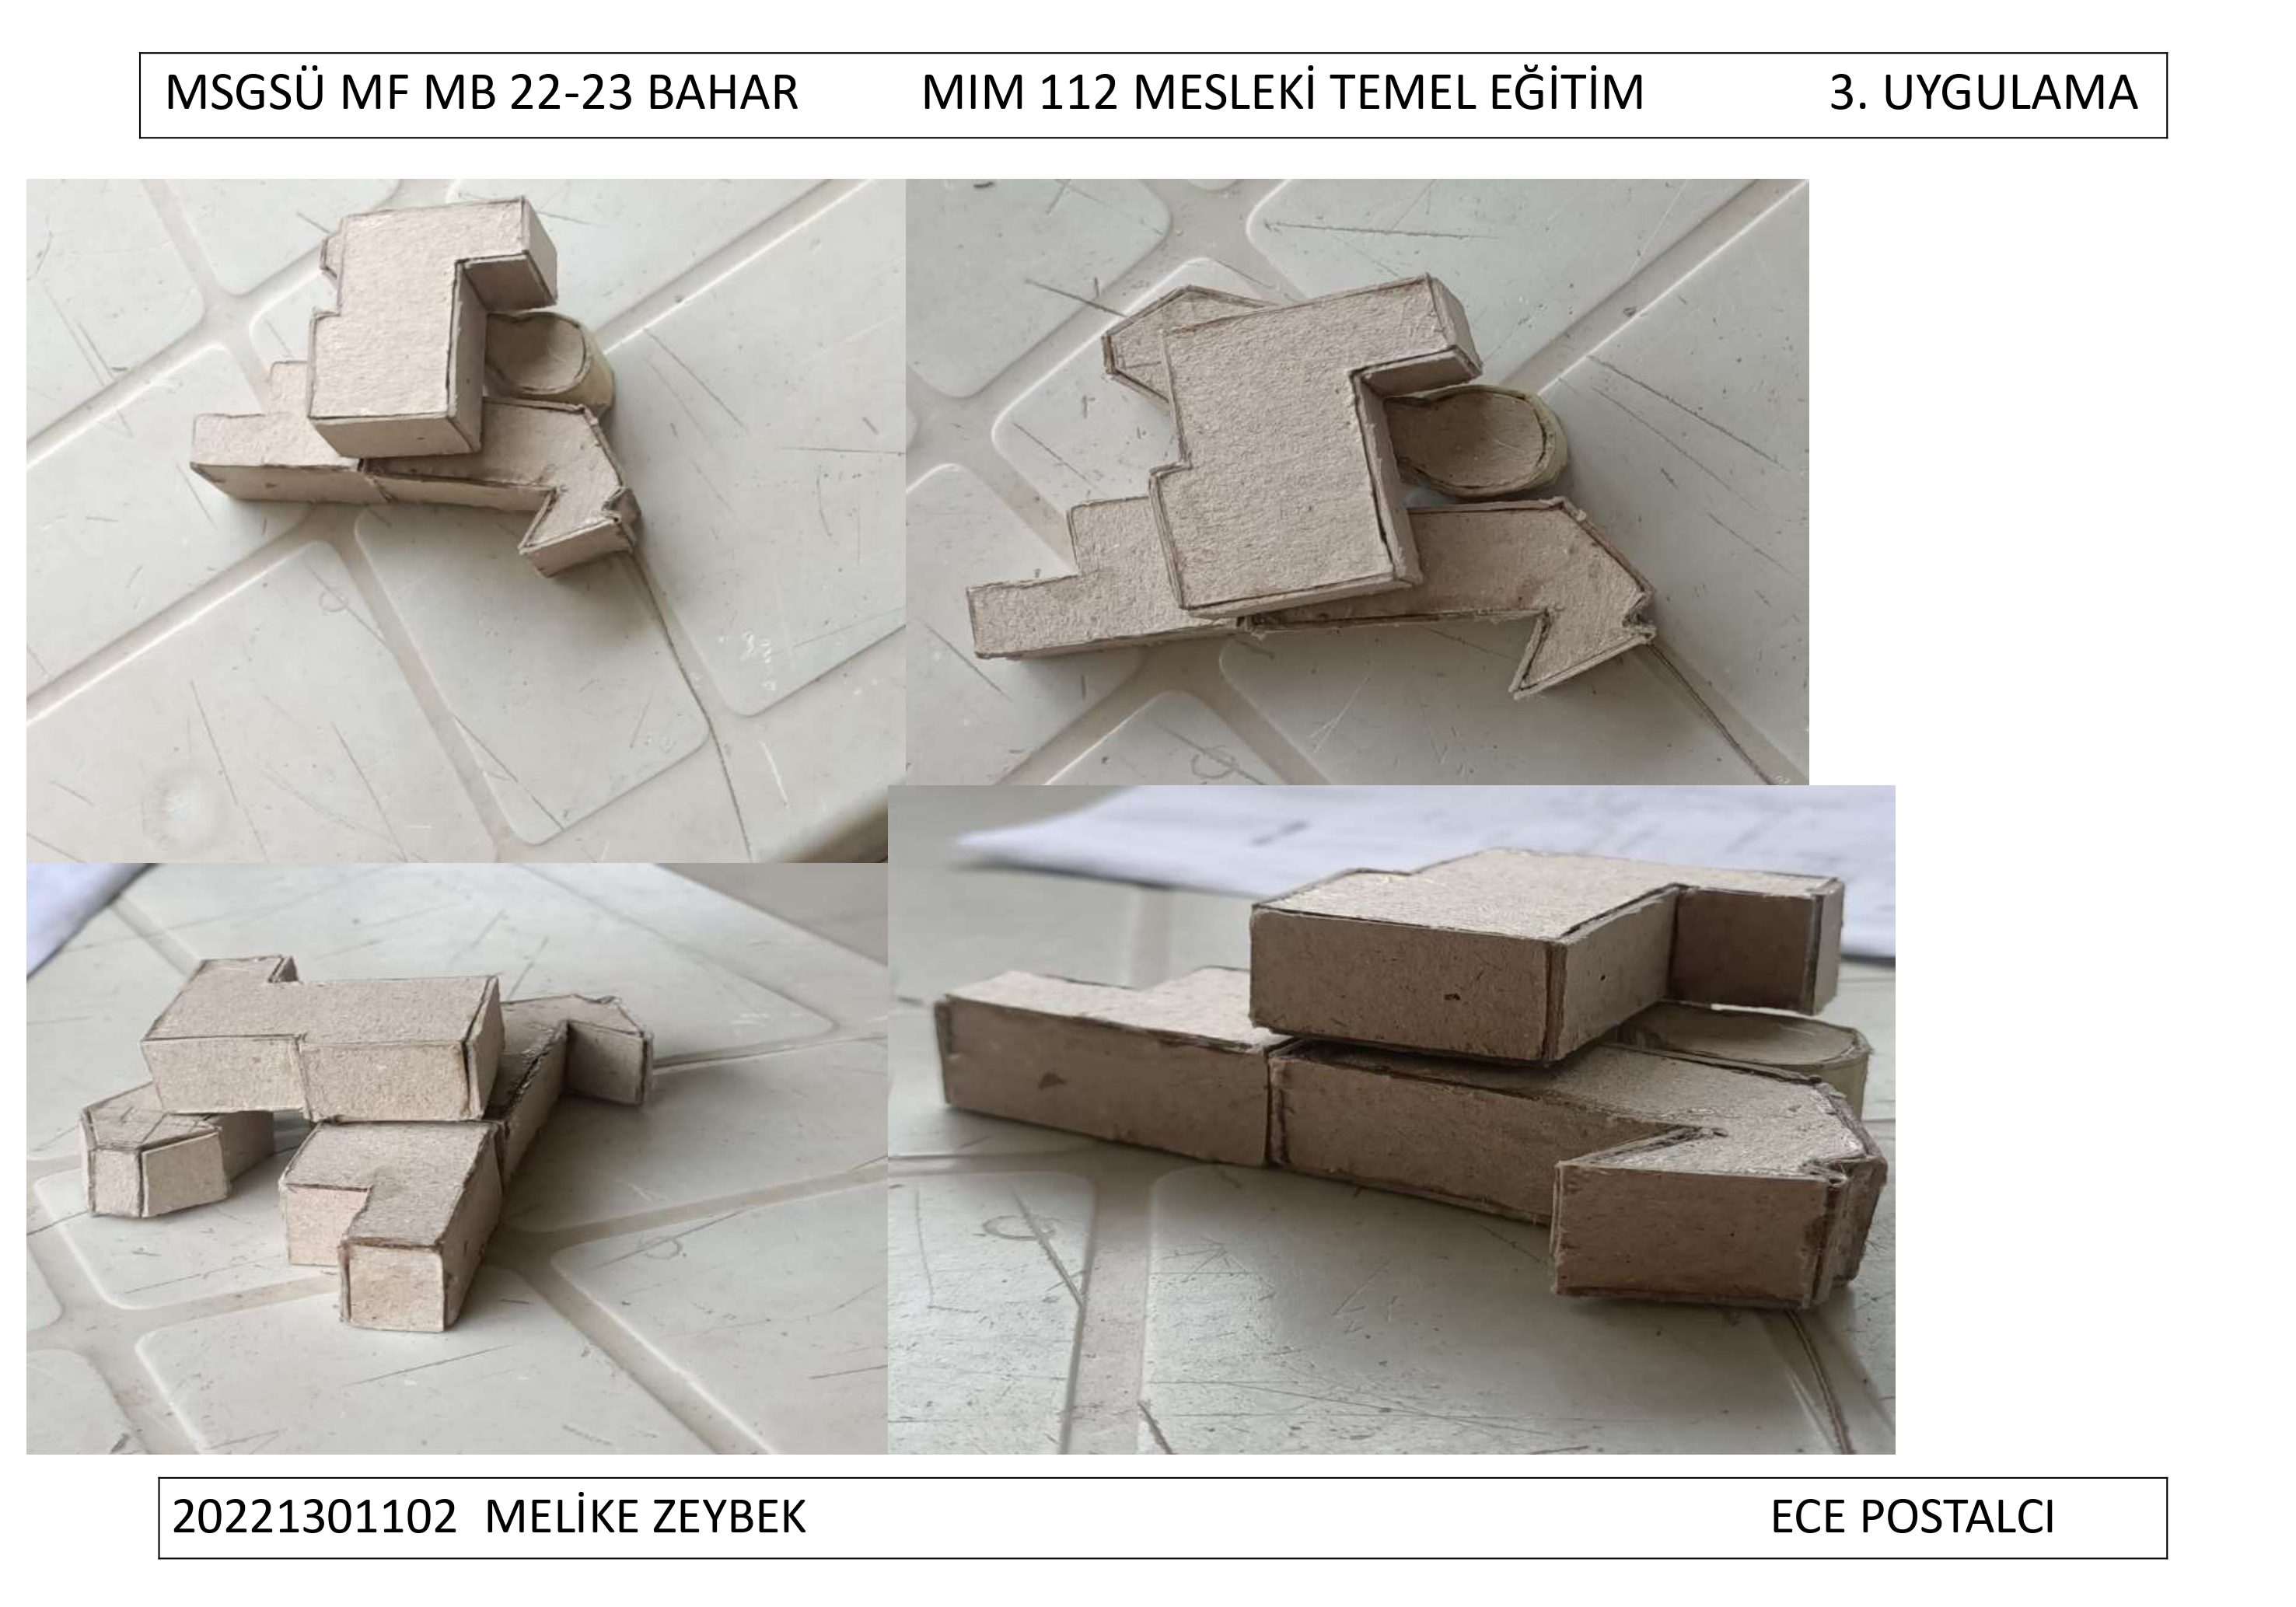 MSGSÜ MF MB 22-23 BAHAR MIM 112 MESLEKİ TEMEL EĞİTİM 3. UYGULAMA
20221301102 MELİKE ZEYBEK ECE POSTALCI